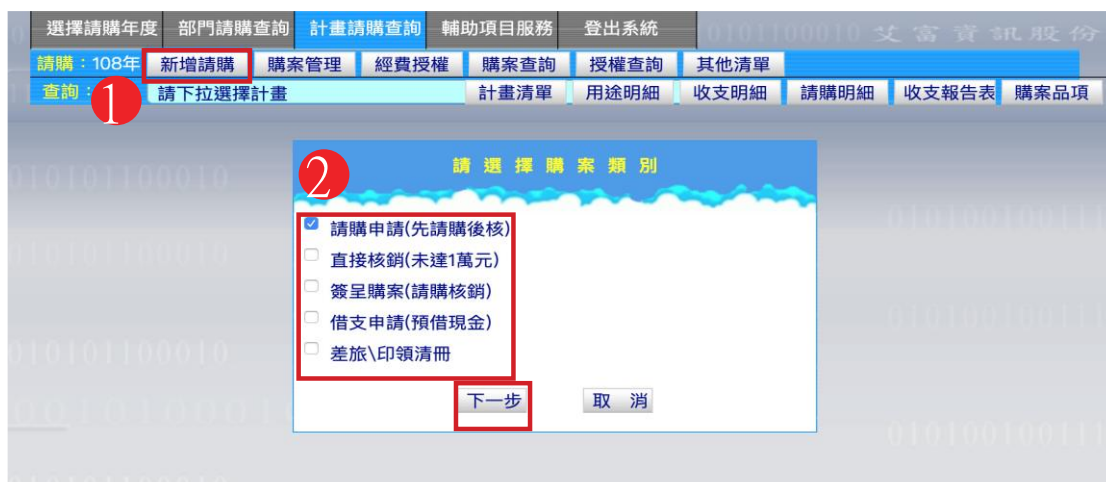 選擇請購年度 部門請購查詢 計畫請購查詢 輔助項目服務 登出系統 0101100010 艾富資訊股份
請購：108年 新增請購 購案管理 經費授權 購案查詢 授權查詢 其他清單
查詢： 請下拉選擇計畫 計畫清單 用途明細 收支明細 請購明細 收支報告表 購案品項
1
2
請選擇購案類別
010101100010
請購申請(先請購後核)
直接核銷(未達1萬元)
簽呈購案(請購核銷)
借支申請(預借現金)
差旅\印領清冊
010101100010
下一步 取 消